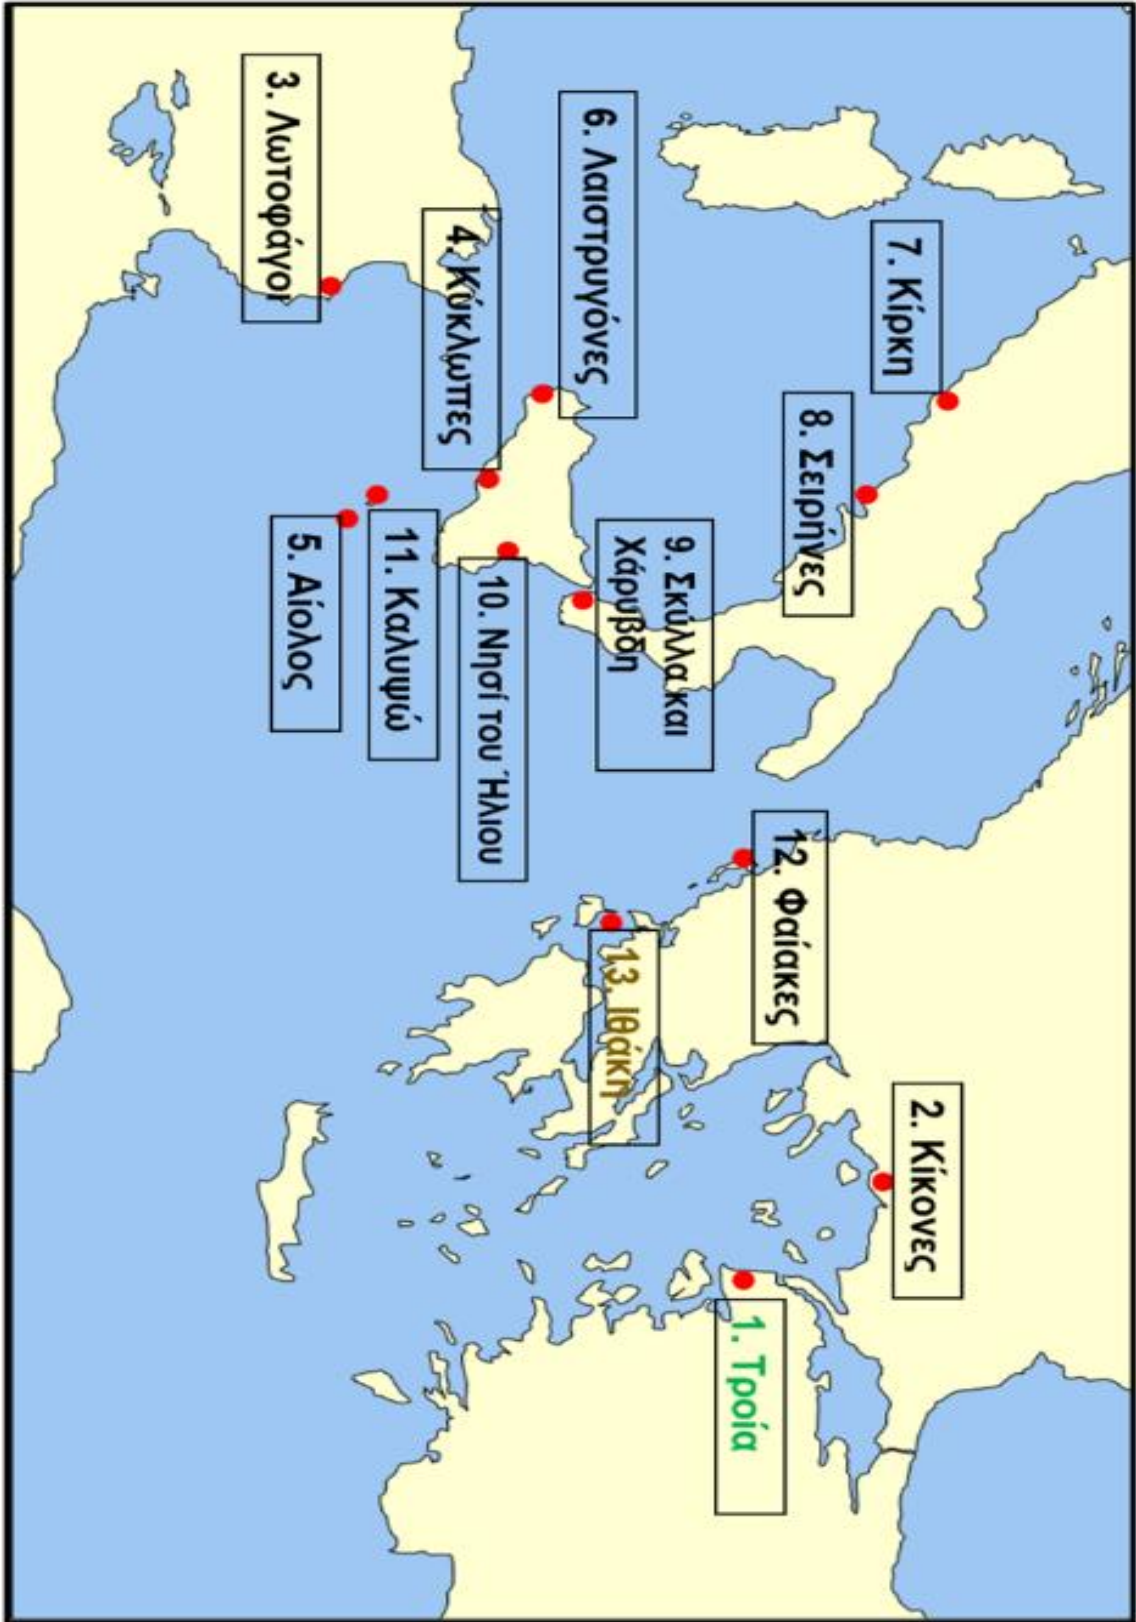 1. Τροία
2. Κίκονες
3. Λωτοφάγοι
4. Κύκλωπες
5. Αίολος
6. Λαιστρυγόνες
7. Κίρκη
8. Σειρήνες
9. Σκύλλα και
Χάρυβδη
10. Νησί του Ήλιου
11. Καλυψώ
12. Φαίακες
13. Ιθάκη